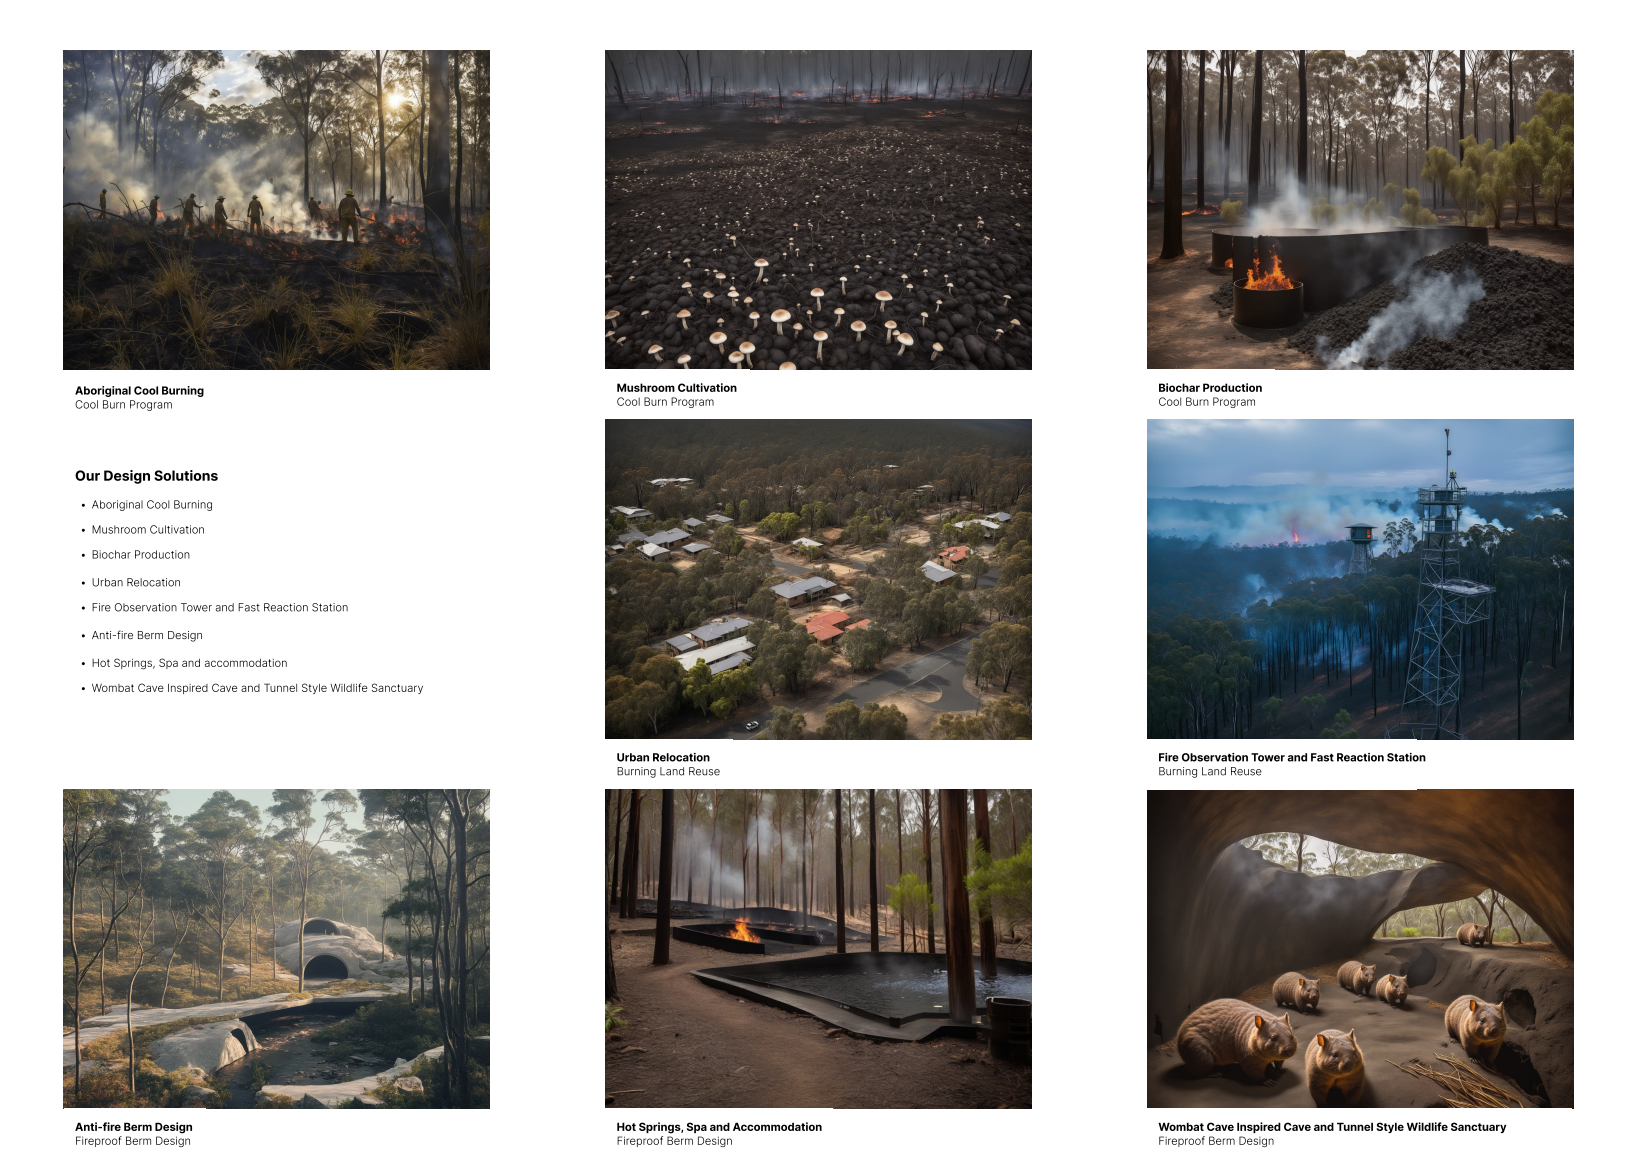 Aboriginal Cool Burning
Cool Burn Program
Mushroom Cultivation
Cool Burn Program
Biochar Production
Cool Burn Program
Our Design Solutions
• Aboriginal Cool Burning
• Mushroom Cultivation
• Biochar Production
• Urban Relocation
• Fire Observation Tower and Fast Reaction Station
• Anti-fire Berm Design
• Hot Springs, Spa and accommodation
• Wombat Cave Inspired Cave and Tunnel Style Wildlife Sanctuary
Urban Relocation
Burning Land Reuse
Fire Observation Tower and Fast Reaction Station
Burning Land Reuse
Anti-fire Berm Design
Fireproof Berm Design
Hot Springs, Spa and Accommodation
Fireproof Berm Design
Wombat Cave Inspired Cave and Tunnel Style Wildlife Sanctuary
Fireproof Berm Design